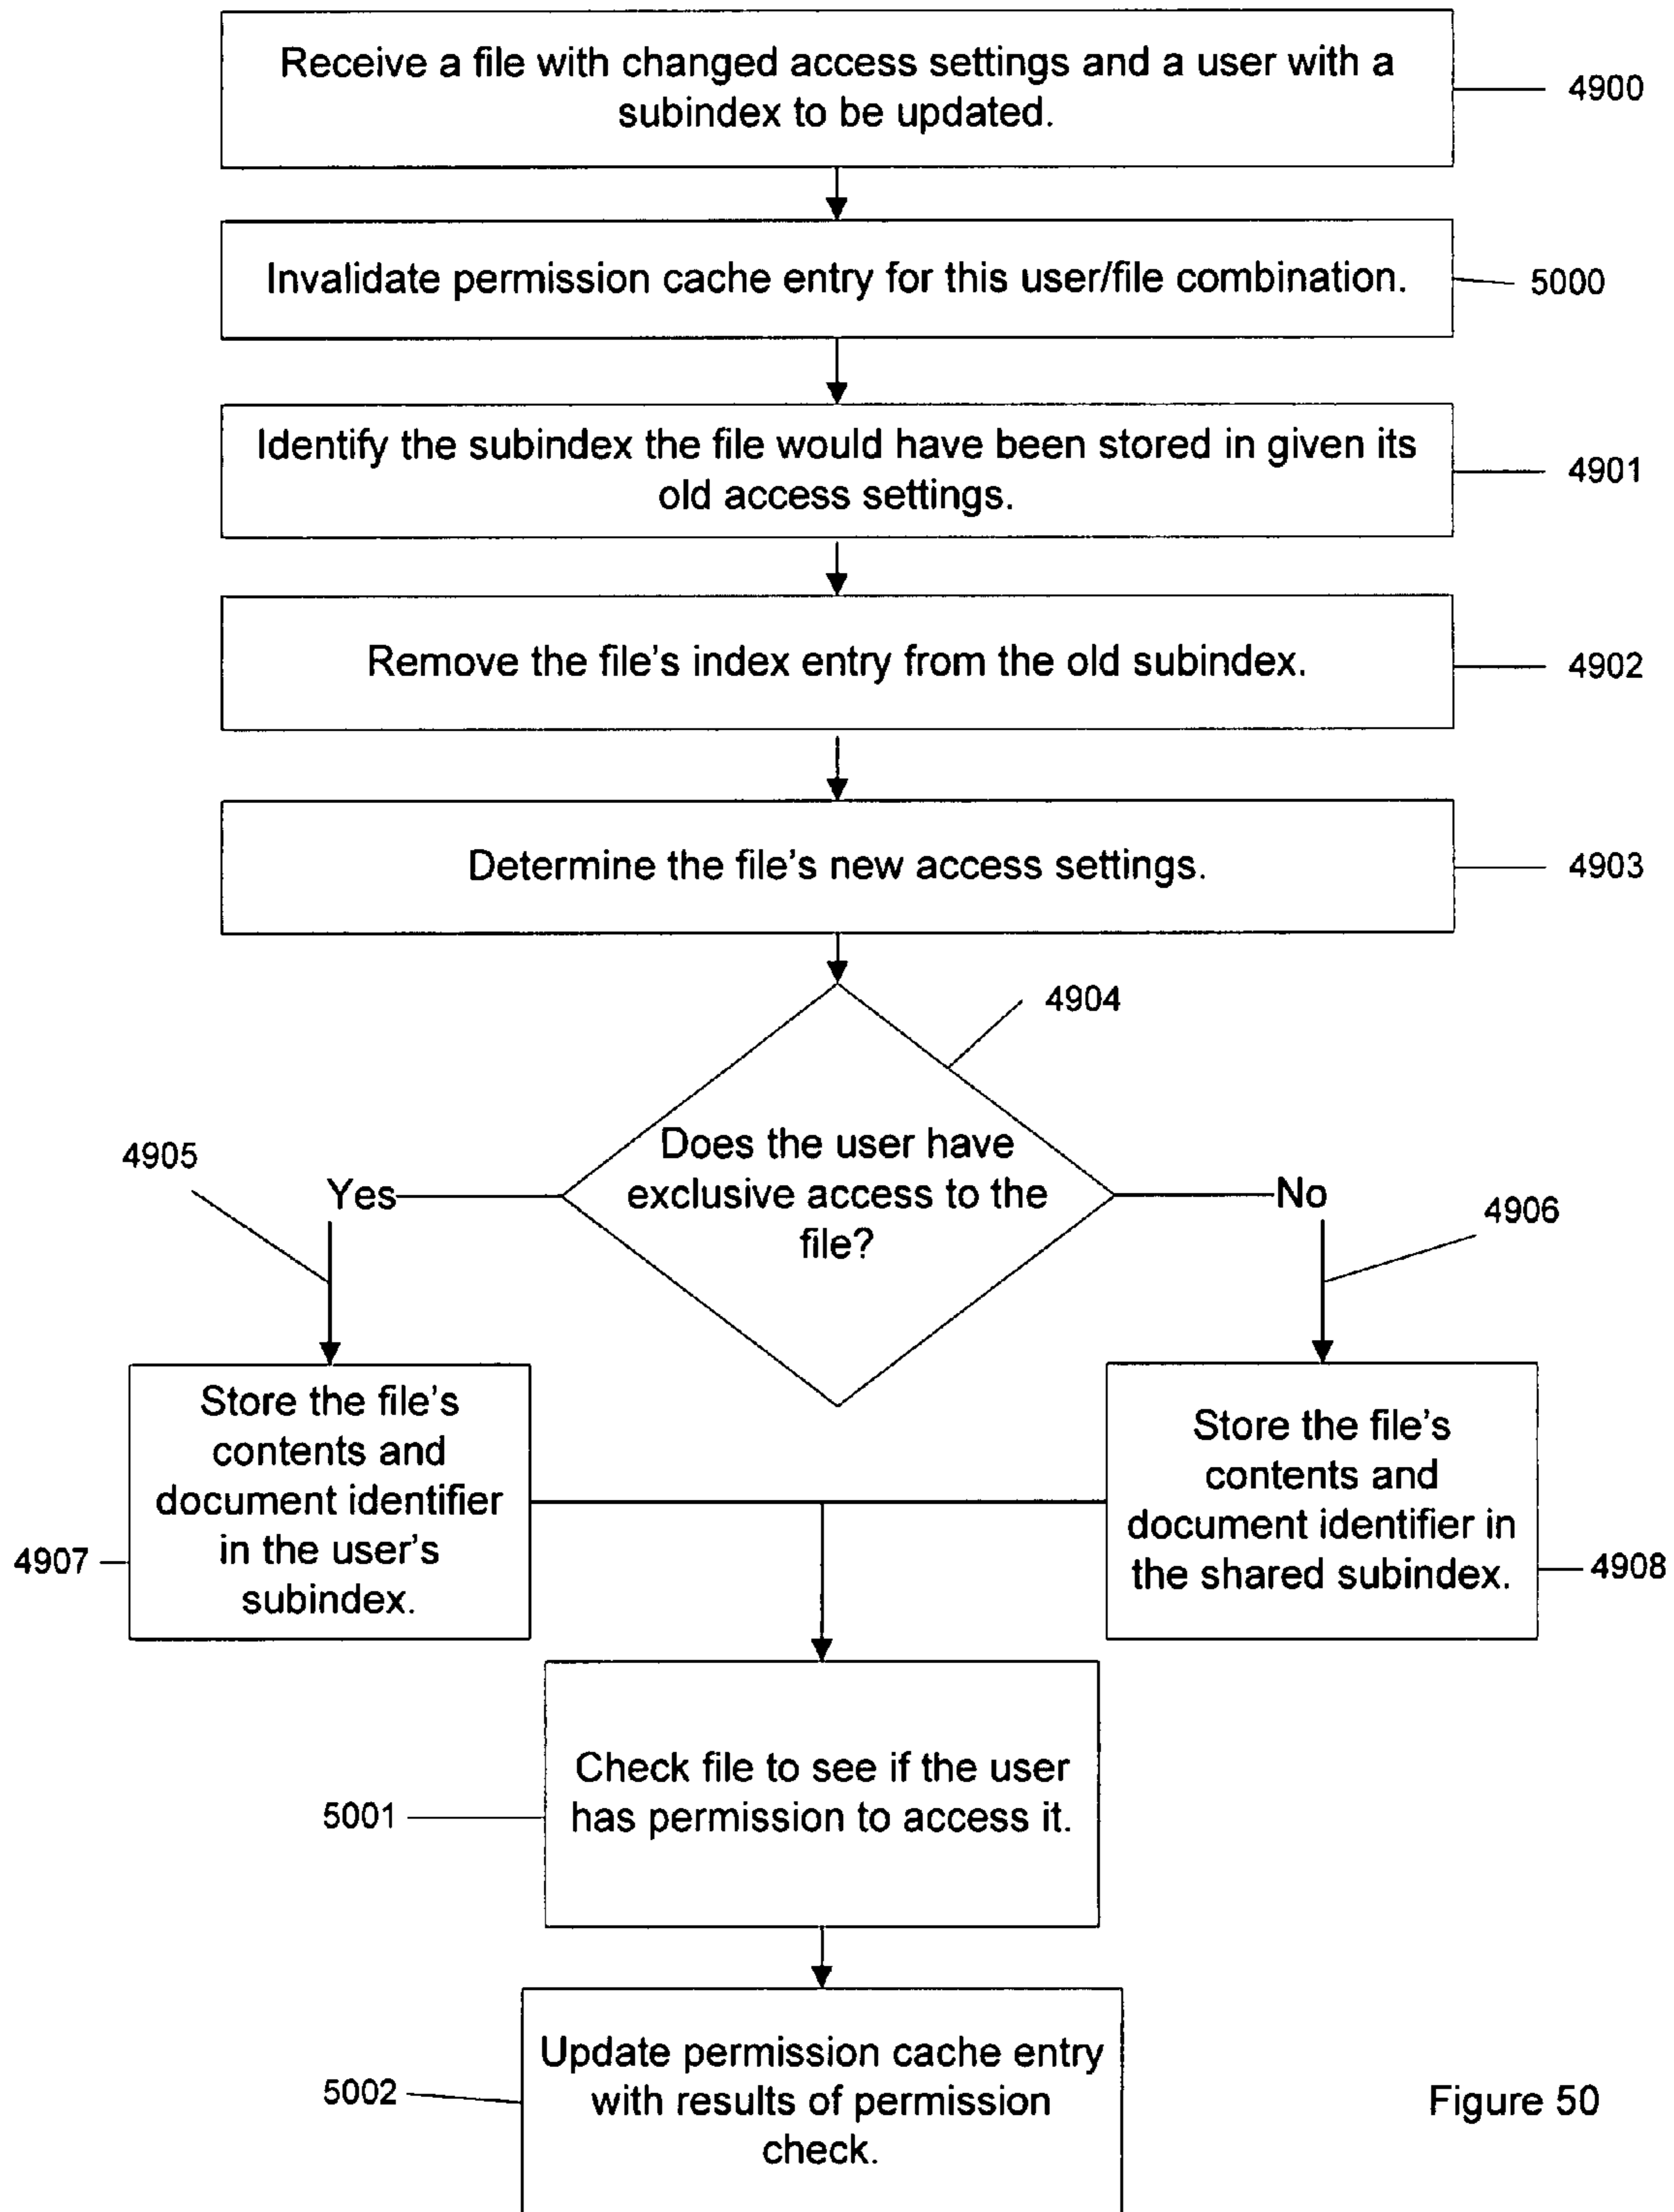 Receive a file with changed access settings and a user with a
subindex to be updated.
4900
Invalidate permission cache entry for this user/file combination.
5000
Identify the subindex the file would have been stored in given its
old access settings.
4901
Remove the file's index entry from the old subindex.
4902
Determine the file's new access settings.
4903
4904
Does the user have
exclusive access to the
file?
4905
Yes
No
4906
Store the file's
contents and
document identifier
in the user's
subindex.
4907
Store the file's
contents and
document identifier in
the shared subindex.
4908
Check file to see if the user
has permission to access it.
5001
Update permission cache entry
with results of permission
check.
5002
Figure 50